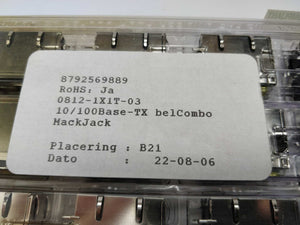 8792569889
RoHS: Ja
0812-1X1T-03
10/100Base-TX belCombo
MackJack
Placering : B21
Dato : 22-08-06